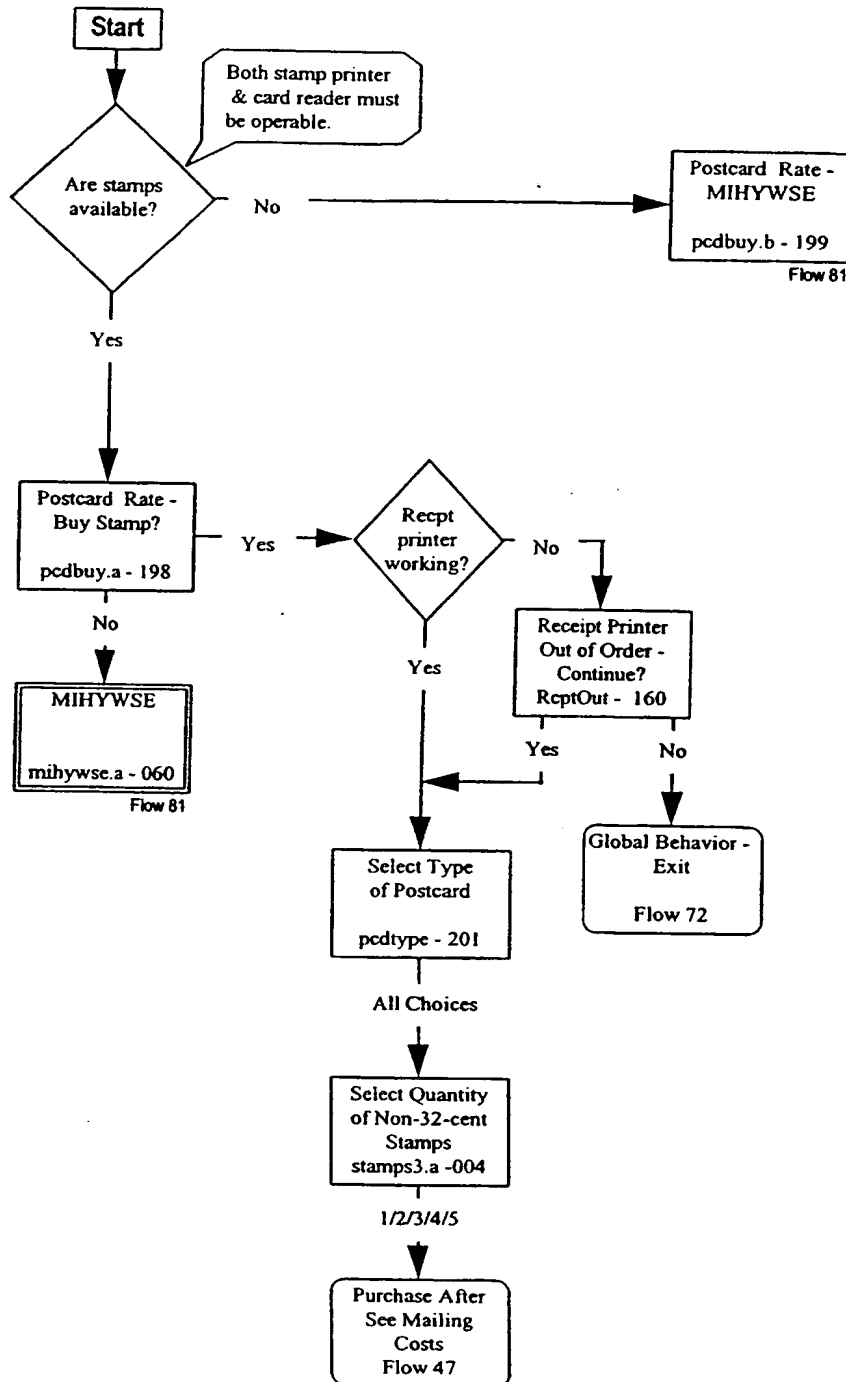 Start
Both stamp printer
& card reader must
be operable.
Are stamps
available?
No
Postcard Rate -
MIHYWSE
pcdbuy.b - 199
Flow 81
Yes
Postcard Rate -
Buy Stamp?
pcdbuy.a - 198
Yes
Recpt
printer
working?
No
No
Receipt Printer
Out of Order -
Continue?
RcptOut - 160
Yes
MIHYWSE
mihywse.a - 060
Flow 81
Yes
No
Select Type
of Postcard
pcdtype - 201
Global Behavior -
Exit
Flow 72
All Choices
Select Quantity
of Non-32-cent
Stamps
stamps3.a -004
1/2/3/4/5
Purchase After
See Mailing
Costs
Flow 47